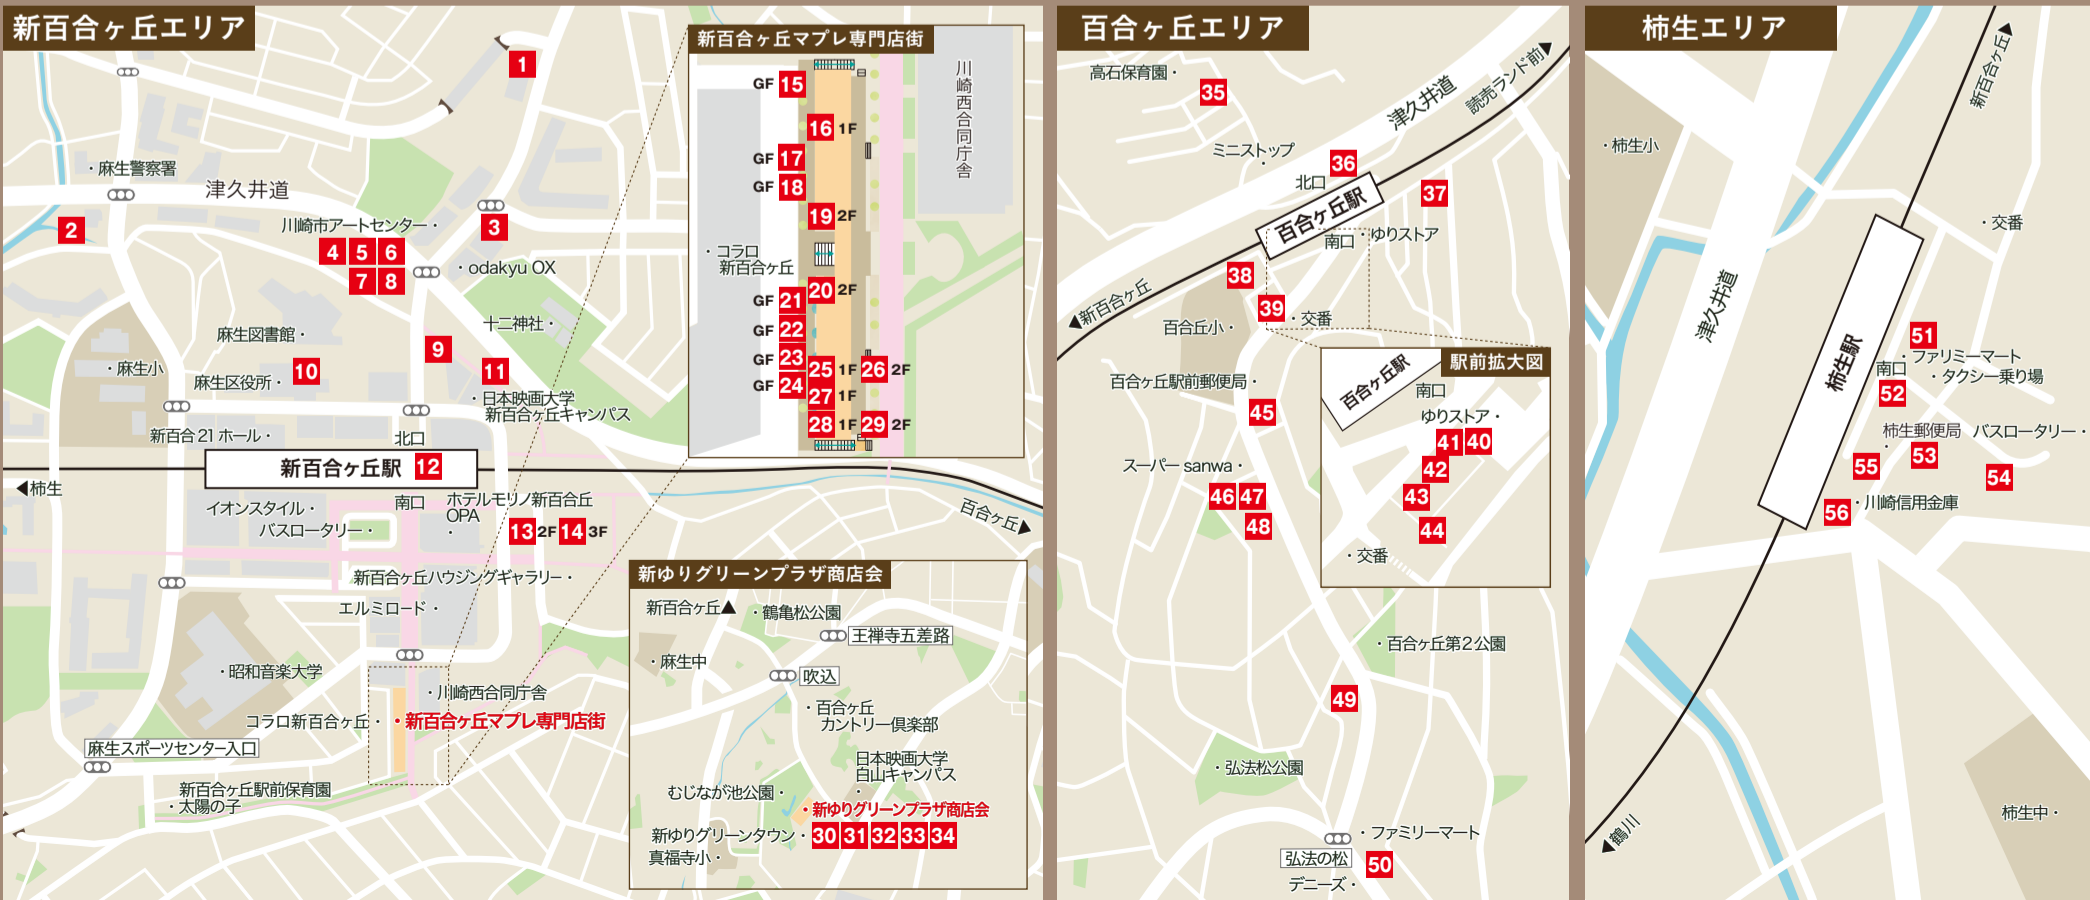 新百合ヶ丘エリア
1
・麻生警察署
津久井道
2
川崎市アートセンター・
3
4 5 6
7 8
・odakyu OX
十二神社・
麻生図書館・
9
・麻生小
麻生区役所・
10
11
・日本映画大学
新百合ヶ丘キャンパス
新百合21ホール・
北口
新百合ヶ丘駅 12
◀柿生
南口
イオンスタイル・
バスロータリー・
ホテルモリノ新百合丘
OPA
・
13 2F 14 3F
百合ヶ丘▶
新百合ヶ丘ハウジングギャラリー・
エルミロード・
・昭和音楽大学
・川崎西合同庁舎
コラロ新百合ヶ丘・
・新百合ヶ丘マプレ専門店街
麻生スポーツセンター入口
新百合ヶ丘駅前保育園
・太陽の子
新百合ヶ丘マプレ専門店街
川崎西合同庁舎
GF 15
16 1F
GF 17
GF 18
19 2F
・コラロ
新百合ヶ丘
20 2F
GF 21
GF 22
GF 23
25 1F 26 2F
GF 24
27 1F
28 1F 29 2F
新ゆりグリーンプラザ商店会
新百合ヶ丘▲
・鶴亀松公園
王禅寺五差路
・麻生中
吹込
・百合ヶ丘
カントリー倶楽部
日本映画大学
白山キャンパス
・
むじなが池公園・
・新ゆりグリーンプラザ商店会
新ゆりグリーンタウン・
30 31 32 33 34
真福寺小・
百合ヶ丘エリア
高石保育園・
35
津久井道
読売ランド前▶
ミニストップ
・
36
北口
37
百合ヶ丘駅
南口
・ゆりストア
38
◀新百合ヶ丘
39
・交番
百合丘小・
百合ヶ丘駅前郵便局・
45
スーパー sanwa・
46 47
48
駅前拡大図
百合ヶ丘駅
南口
ゆりストア・
41 40
42
43
44
・交番
・百合ヶ丘第2公園
49
・弘法松公園
・ファミリーマート
弘法の松
50
デニーズ・
柿生エリア
新百合ヶ丘▶
・柿生小
・交番
津久井道
柿生駅
51
・ファリミーマート
南口
・タクシー乗り場
52
柿生郵便局
・
バスロータリー・
53
55
54
56
・川崎信用金庫
柿生中・
◀鶴川